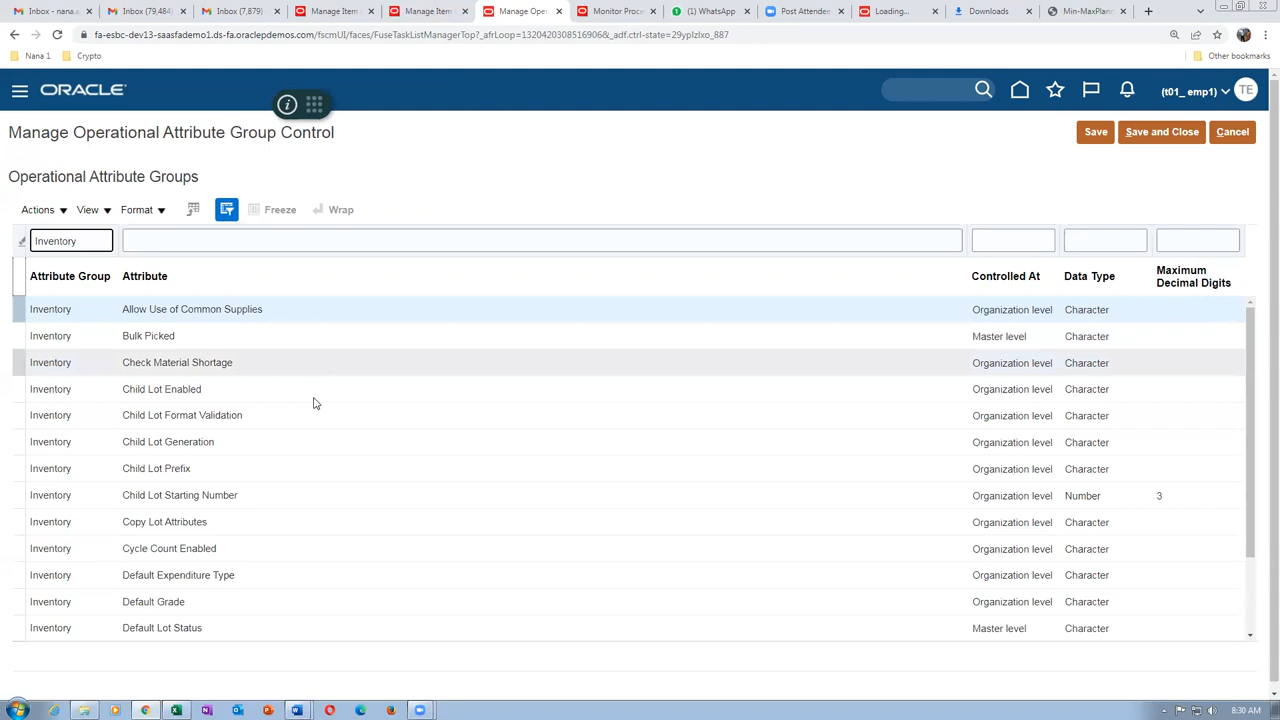 Inbox - nana.a
Inbox (79,484)
Inbox (7,879)
Manage Item
Manage Item
Manage Ope
Monitor Proc
(1) WhatsApp
Post Attende
Loading...
Downloads
Min-MaxPlan
fa-esbc-dev13-saasfademo1.ds-fa.oraclepdemos.com/fscmUI/faces/FuseTaskListManagerTop?_afrLoop=1320420308516906&_adf.ctrl-state=29ypIzlxo_887
Nana 1
Crypto
Other bookmarks
ORACLE
(t01_ emp1)
TE
Manage Operational Attribute Group Control
Save
Save and Close
Cancel
Operational Attribute Groups
Actions
View
Format
Freeze
Wrap
Inventory
Attribute Group Attribute Controlled At Data Type Maximum Decimal Digits
Inventory Allow Use of Common Supplies Organization level Character
Inventory Bulk Picked Master level Character
Inventory Check Material Shortage Organization level Character
Inventory Child Lot Enabled Organization level Character
Inventory Child Lot Format Validation Organization level Character
Inventory Child Lot Generation Organization level Character
Inventory Child Lot Prefix Organization level Character
Inventory Child Lot Starting Number Organization level Number 3
Inventory Copy Lot Attributes Organization level Character
Inventory Cycle Count Enabled Organization level Character
Inventory Default Expenditure Type Organization level Character
Inventory Default Grade Organization level Character
Inventory Default Lot Status Master level Character
8:30 AM